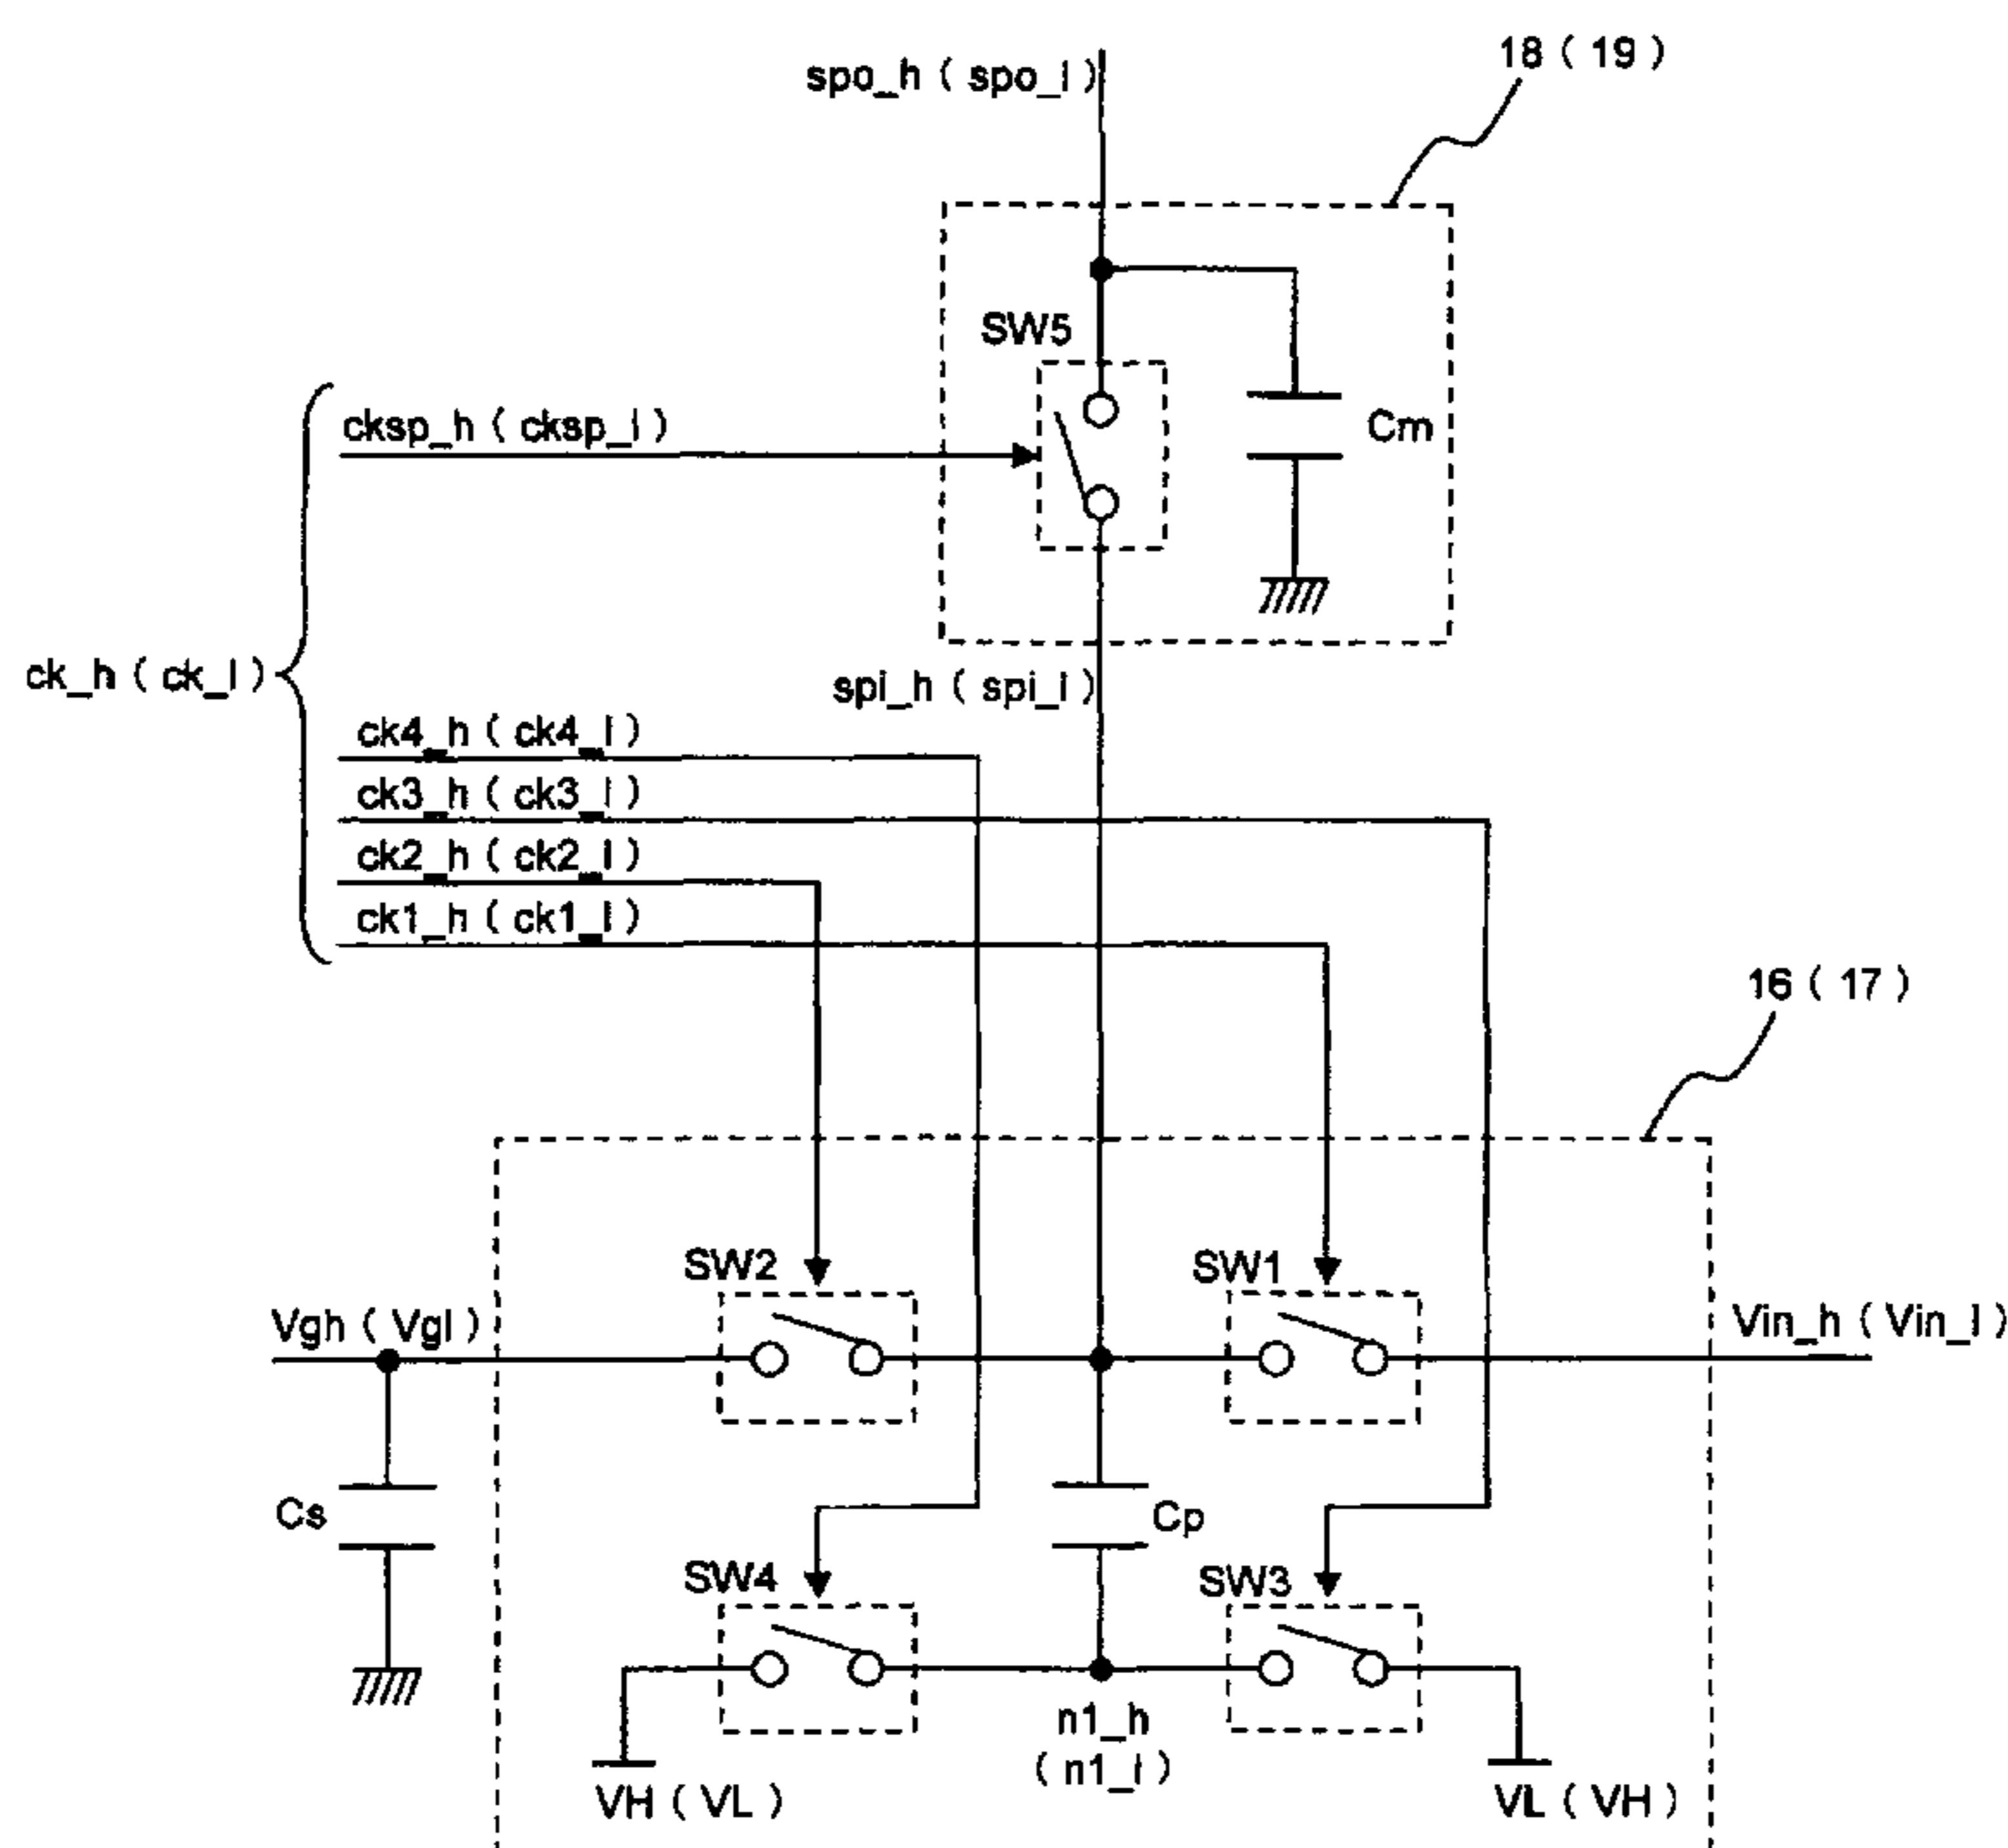 18 ( 19 )
spo_h ( spo_l )
SW5
cksp_h ( cksp_l )
Cm
ck_h ( ck_l )
spi_h ( spi_l )
ck4_h ( ck4_l )
ck3_h ( ck3_l )
ck2_h ( ck2_l )
ck1_h ( ck1_l )
16 ( 17 )
SW2
SW1
Vgh ( Vgl )
Vin_h ( Vin_l )
Cs
Cp
SW4
SW3
n1_h
( n1_l )
VH ( VL )
VL ( VH )